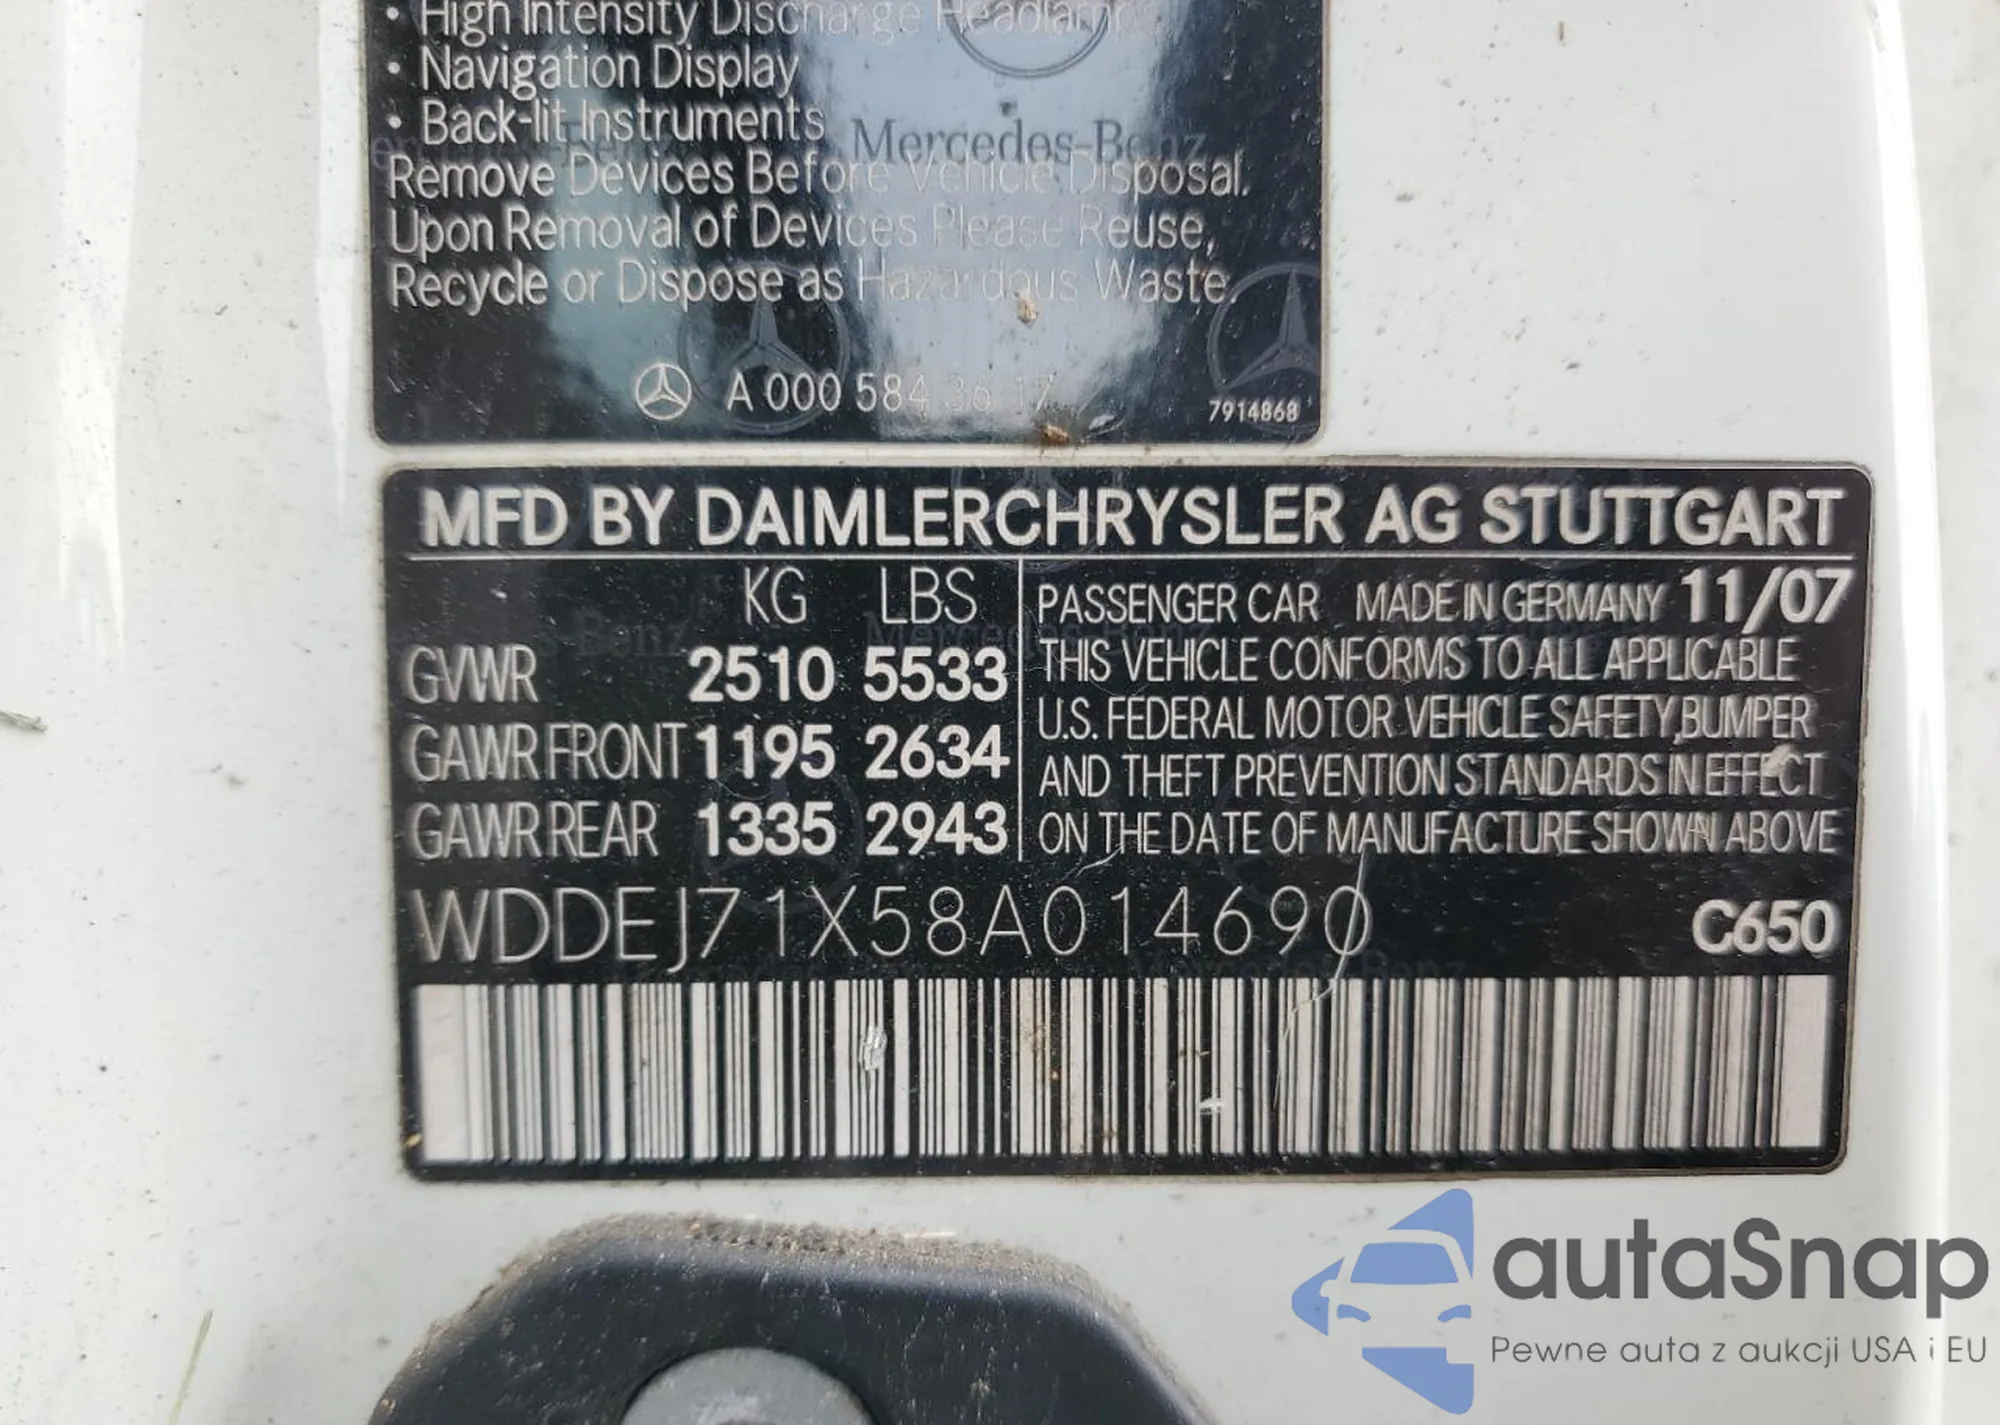 • High Intensity Discharge Headlamps
• Navigation Display
• Back-lit Instruments
Mercedes-Benz
Remove Devices Before Vehicle Disposal.
Upon Removal of Devices Please Reuse,
Recycle or Dispose as Hazardous Waste.
A 000 584 36 17
7914868
MFD BY DAIMLERCHRYSLER AG STUTTGART
KG LBS
GVWR 2510 5533
GAWR FRONT 1195 2634
GAWR REAR 1335 2943
PASSENGER CAR MADE IN GERMANY 11/07
THIS VEHICLE CONFORMS TO ALL APPLICABLE
U.S. FEDERAL MOTOR VEHICLE SAFETY,BUMPER
AND THEFT PREVENTION STANDARDS IN EFFECT
ON THE DATE OF MANUFACTURE SHOWN ABOVE
WDDEJ71X58A014690 C650
autaSnap
Pewne auta z aukcji USA i EU